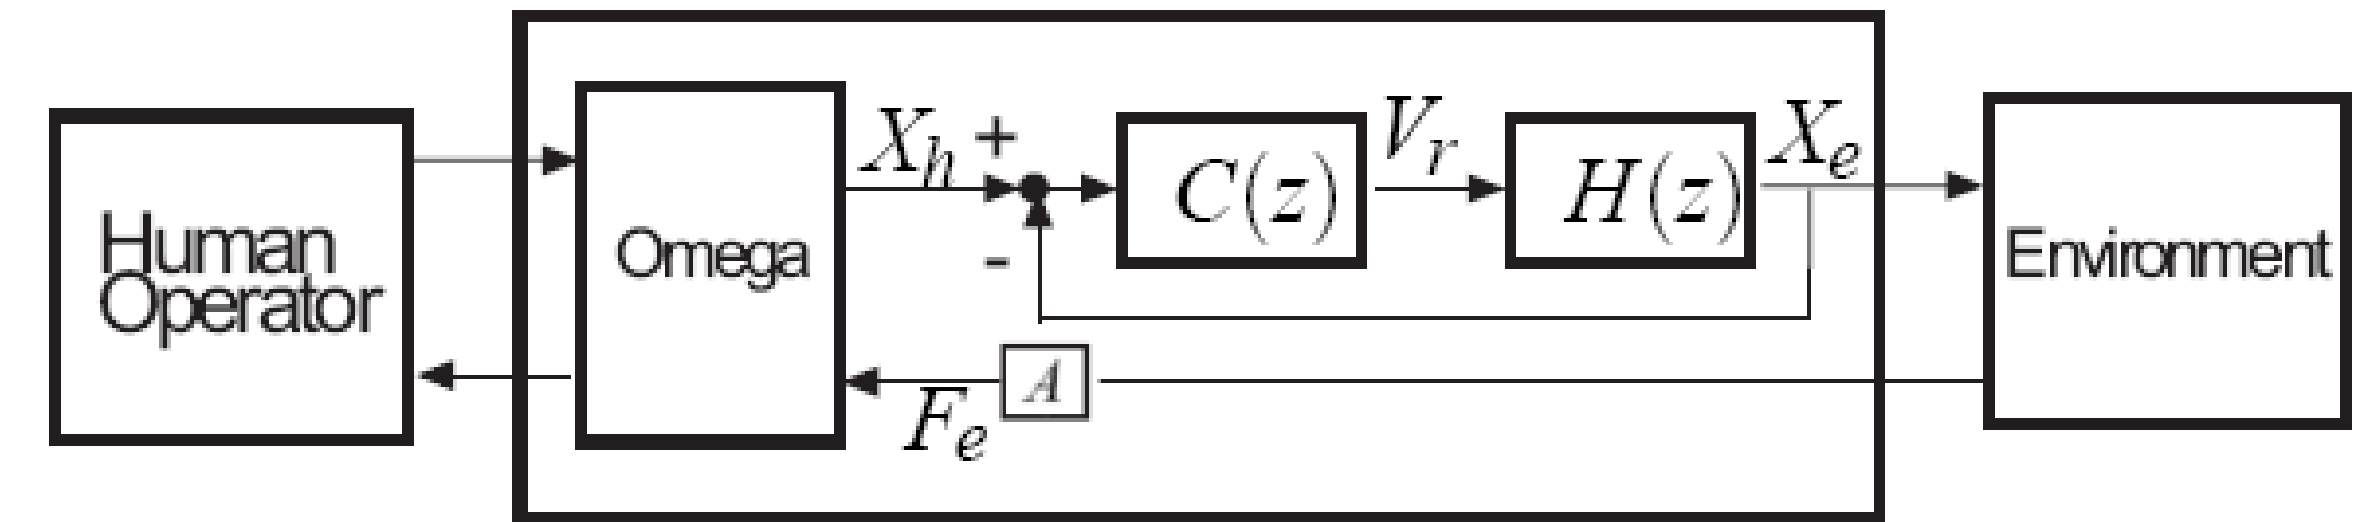 Human
Operator
Omega
X_h
+
-
C(z)
V_r
H(z)
X_e
Environment
F_e
A